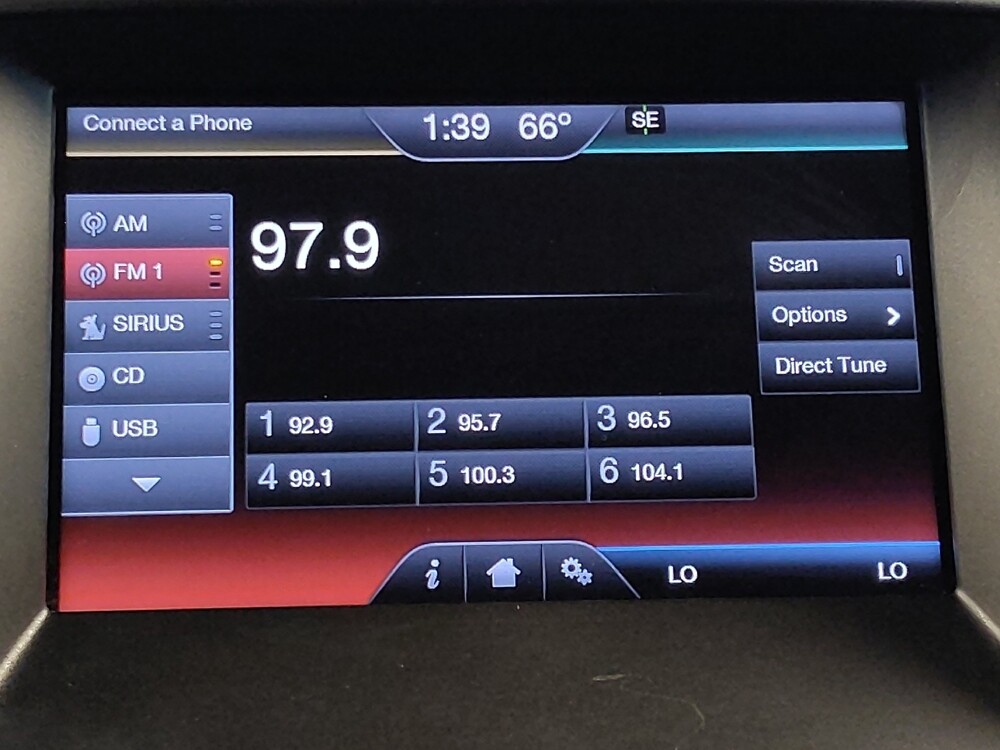 Connect a Phone
1:39 66°
SE
AM
FM 1
SIRIUS
CD
USB
97.9
Scan
Options
Direct Tune
1 92.9
2 95.7
3 96.5
4 99.1
5 100.3
6 104.1
i
LO
LO